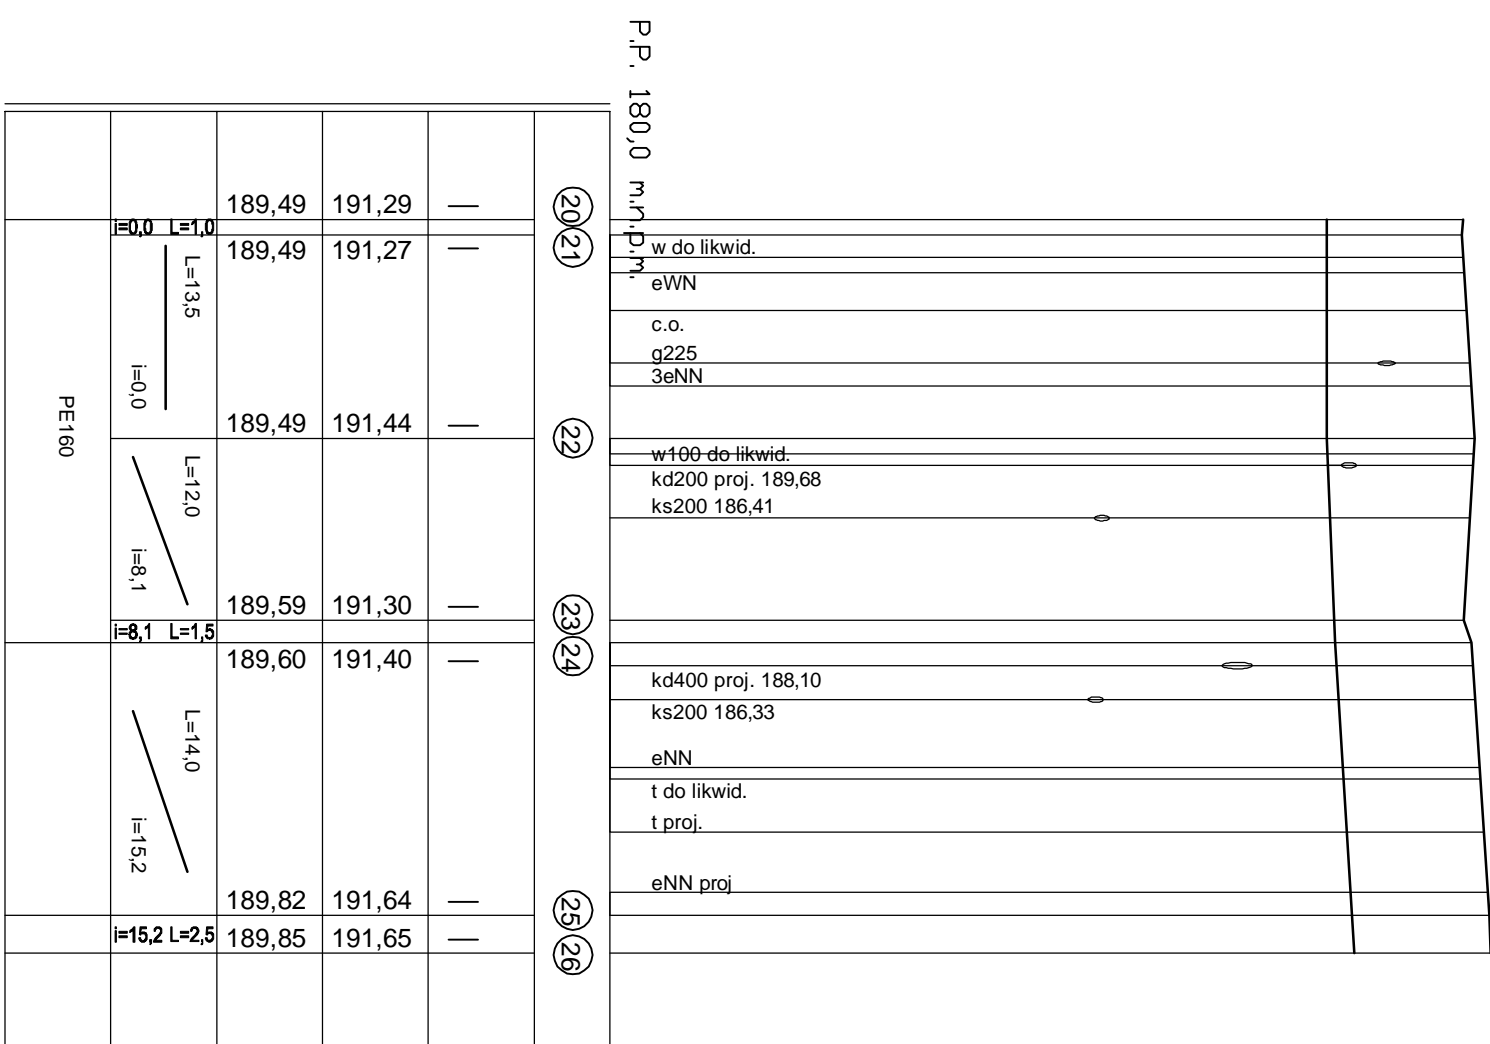 P.P. 180,0 m.n.p.m.
189,49 191,29 — 20
i=0,0 L=1,0
189,49 191,27 — 21
w do likwid.
eWN
L=13,5
c.o.
g225
3eNN
i=0,0
PE160
189,49 191,44 — 22
w100 do likwid.
kd200 proj. 189,68
ks200 186,41
L=12,0
i=8,1
189,59 191,30 — 23
i=8,1 L=1,5
189,60 191,40 — 24
kd400 proj. 188,10
ks200 186,33
L=14,0
eNN
t do likwid.
t proj.
i=15,2
eNN proj
189,82 191,64 — 25
i=15,2 L=2,5
189,85 191,65 — 26